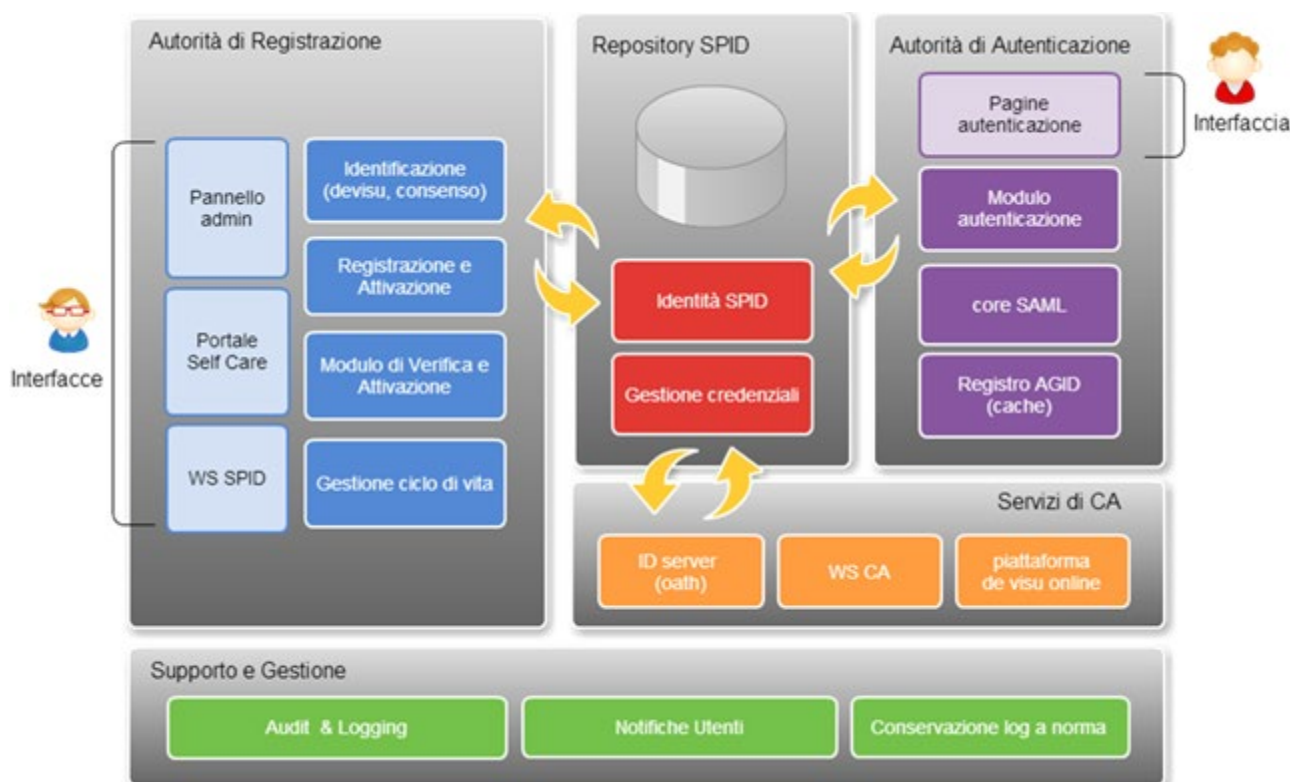 Autorità di Registrazione
Interfacce
Pannello
admin
Portale
Self Care
WS SPID
Identificazione
(devisu, consenso)
Registrazione e
Attivazione
Modulo di Verifica e
Attivazione
Gestione ciclo di vita
Repository SPID
Identità SPID
Gestione credenziali
Autorità di Autenticazione
Pagine
autenticazione
Interfaccia
Modulo
autenticazione
core SAML
Registro AGID
(cache)
Servizi di CA
ID server
(oath)
WS CA
piattaforma
de visu online
Supporto e Gestione
Audit & Logging
Notifiche Utenti
Conservazione log a norma